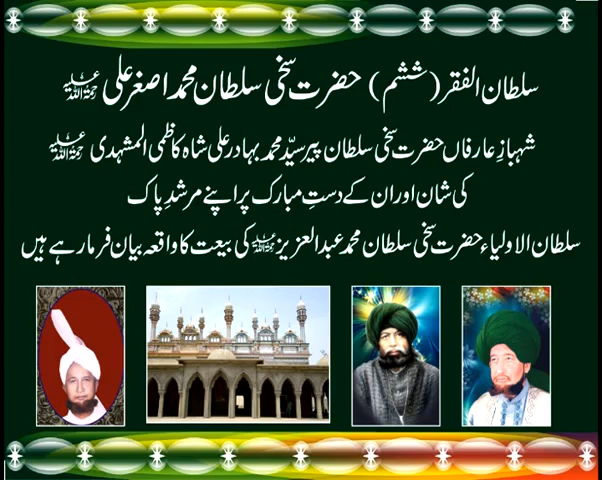 سلطان الفقر (ششم) حضرت سخی سلطان محمد اصغر علی رحمۃ اللہ علیہ
شہبازِ عارفاں حضرت سخی سلطان پیر سیّد محمد بہادر علی شاہ کاظمی المشہدی رحمۃ اللہ علیہ
کی شان اور ان کے دستِ مبارک پر اپنے مرشدِ پاک
سلطان الاولیاء حضرت سخی سلطان محمد عبدالعزیز رحمۃ اللہ علیہ کی بیعت کا واقعہ بیان فرما رہے ہیں